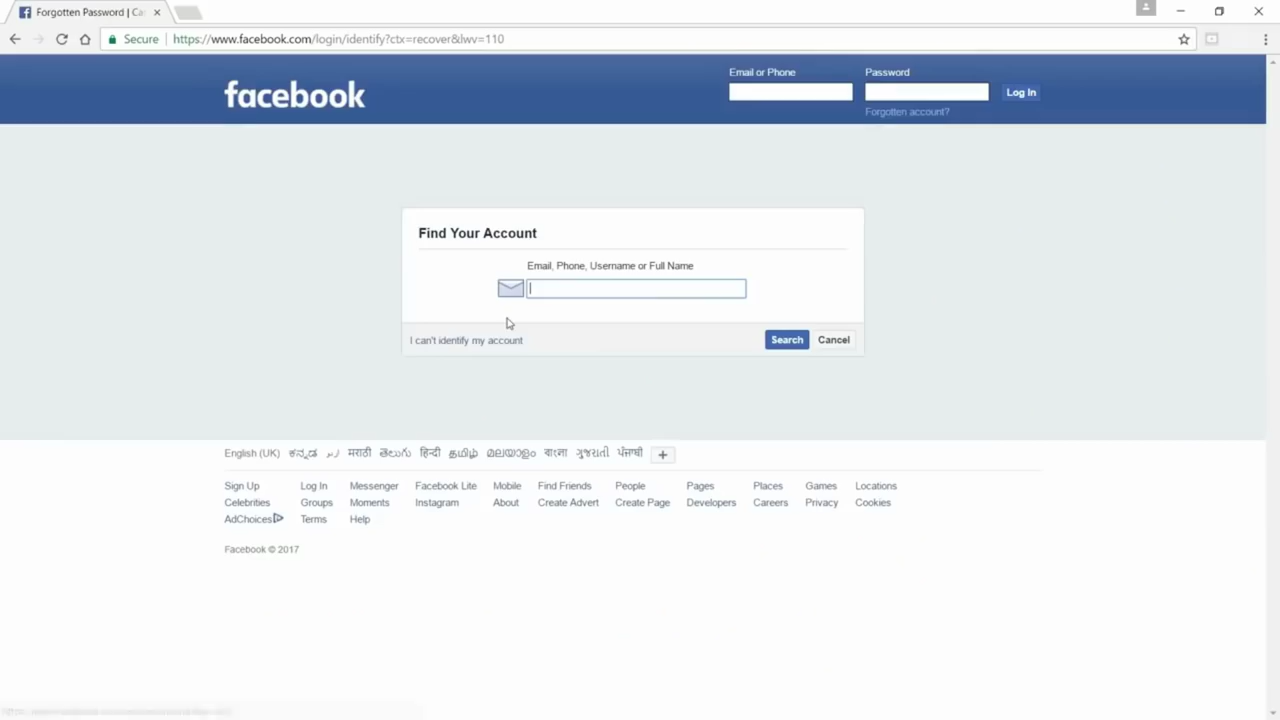 Forgotten Password | Ca
Secure
https://www.facebook.com/login/identify?ctx=recover&lwv=110
facebook
Email or Phone
Password
Log In
Forgotten account?
Find Your Account
Email, Phone, Username or Full Name
I can't identify my account
Search Cancel
English (UK) ಕನ್ನಡ اردو मराठी తెలుగు हिन्दी தமிழ் മലയാളം বাংলা ગુજરાતી ਪੰਜਾਬੀ +
Sign Up Log In Messenger Facebook Lite Mobile Find Friends People Pages Places Games Locations
Celebrities Groups Moments Instagram About Create Advert Create Page Developers Careers Privacy Cookies
AdChoices Terms Help
Facebook © 2017